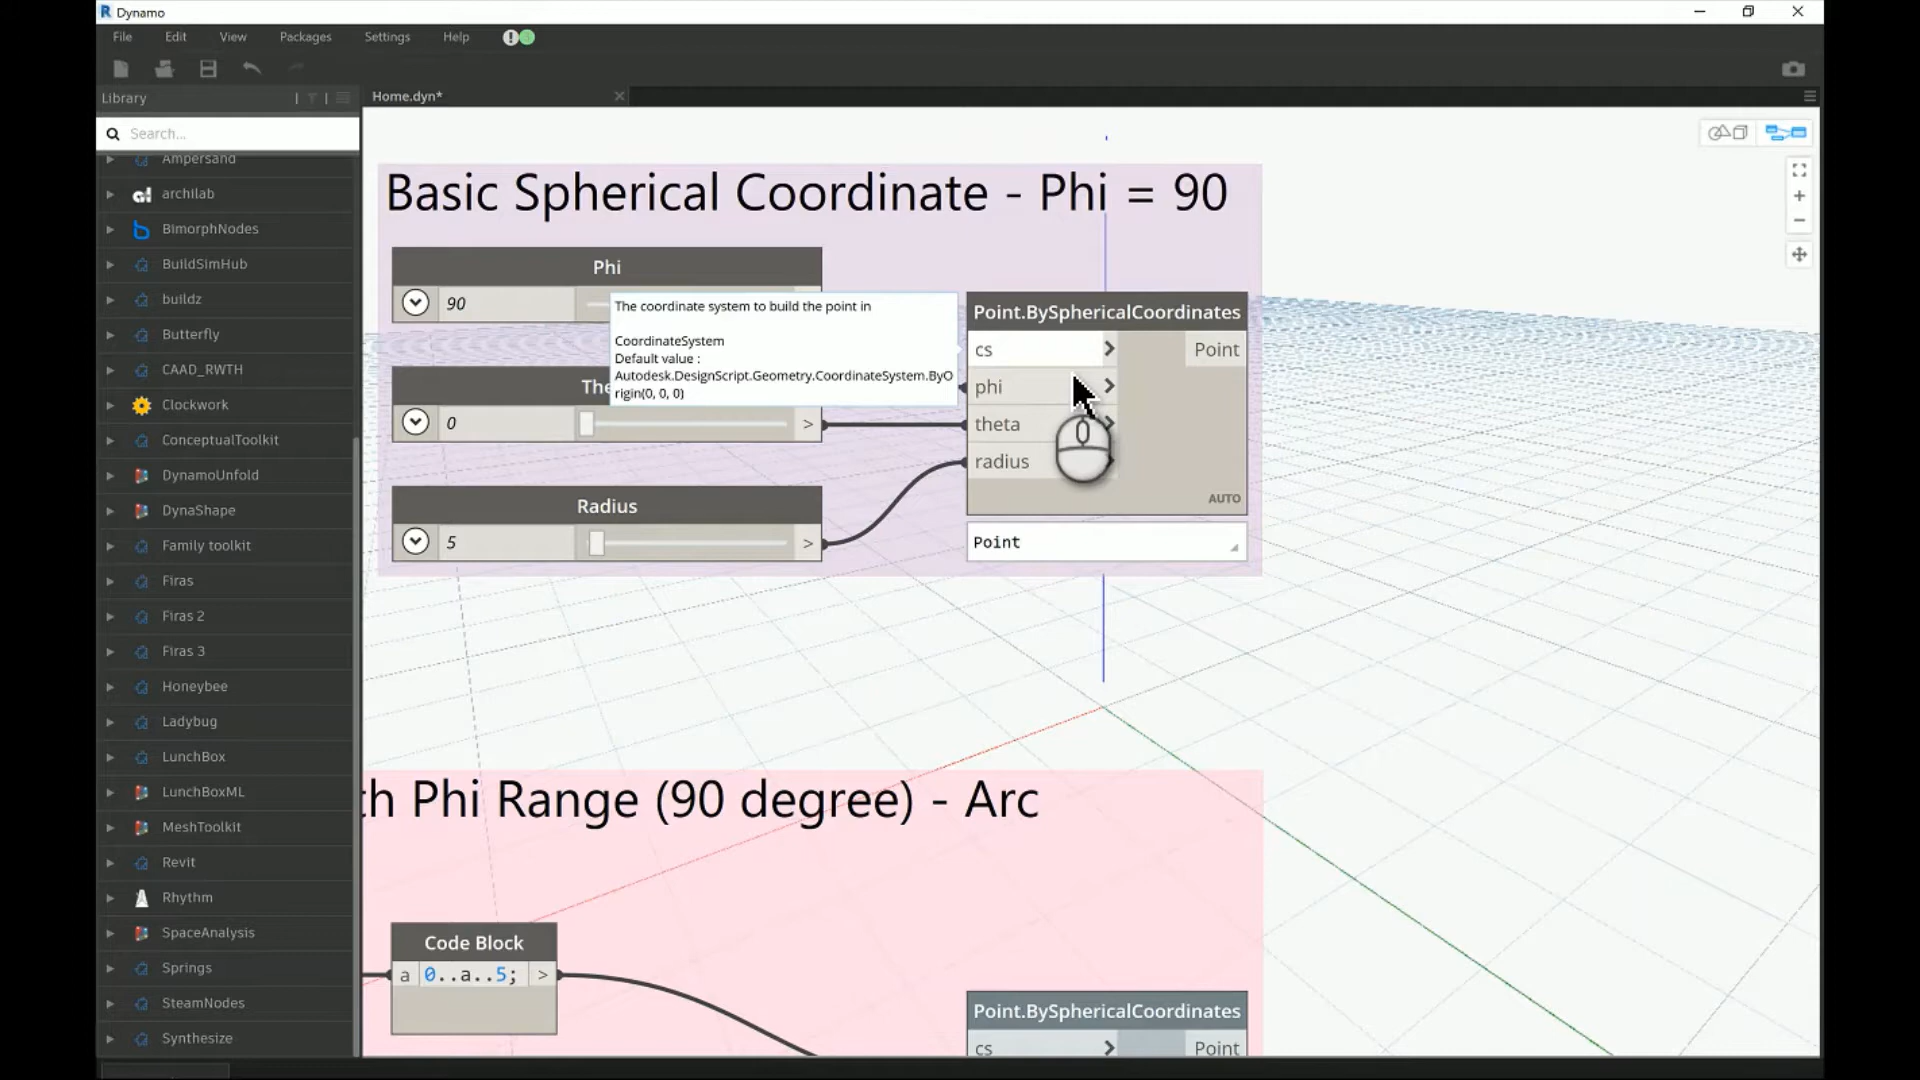 Dynamo
File Edit View Packages Settings Help
Library
Home.dyn*
Search...
Ampersand
archilab
BimorphNodes
BuildSimHub
buildz
Butterfly
CAAD_RWTH
Clockwork
ConceptualToolkit
DynamoUnfold
DynaShape
Family toolkit
Firas
Firas 2
Firas 3
Honeybee
Ladybug
LunchBox
LunchBoxML
MeshToolkit
Revit
Rhythm
SpaceAnalysis
Springs
SteamNodes
Synthesize
Basic Spherical Coordinate - Phi = 90
Phi
90
The coordinate system to build the point in
CoordinateSystem
Default value :
Autodesk.DesignScript.Geometry.CoordinateSystem.ByO
rigin(0, 0, 0)
The
0 >
Radius
5 >
Point.BySphericalCoordinates
cs > Point
phi >
theta >
radius
AUTO
Point
th Phi Range (90 degree) - Arc
Code Block
a 0..a..5; >
Point.BySphericalCoordinates
cs > Point